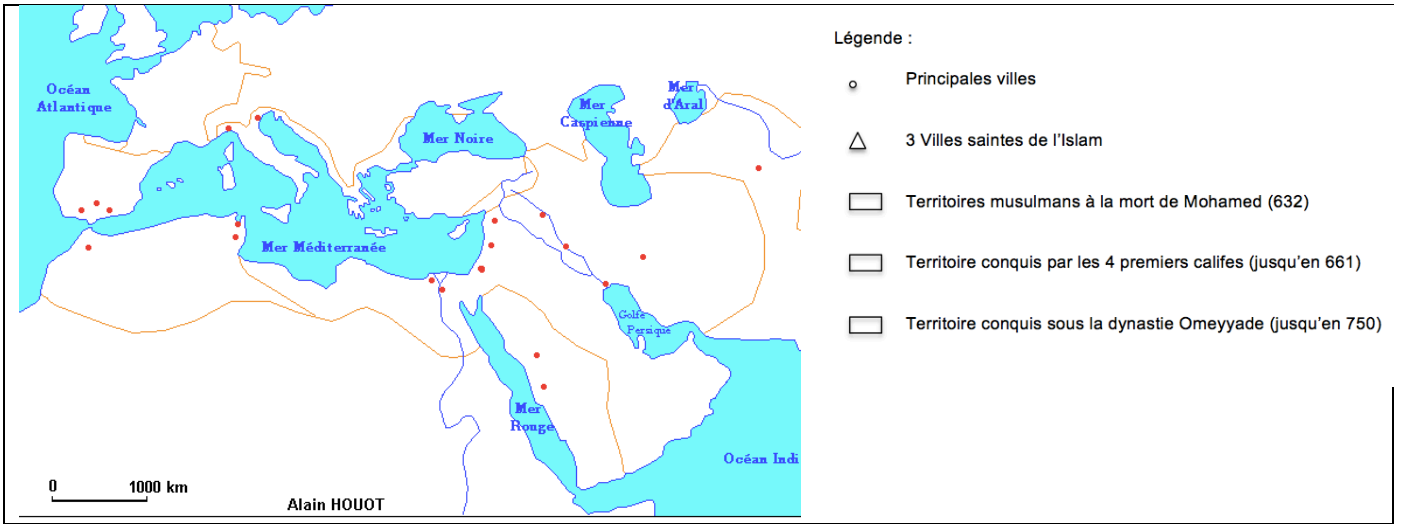 Océan
Atlantique
Mer Noire
Mer
Caspienne
Mer
d'Aral
Mer Méditerranée
Golfe
Persique
Mer
Rouge
Océan Indi
0 1000 km
Alain HOUOT
Légende :
Principales villes
3 Villes saintes de l'Islam
Territoires musulmans à la mort de Mohamed (632)
Territoire conquis par les 4 premiers califes (jusqu'en 661)
Territoire conquis sous la dynastie Omeyyade (jusqu'en 750)